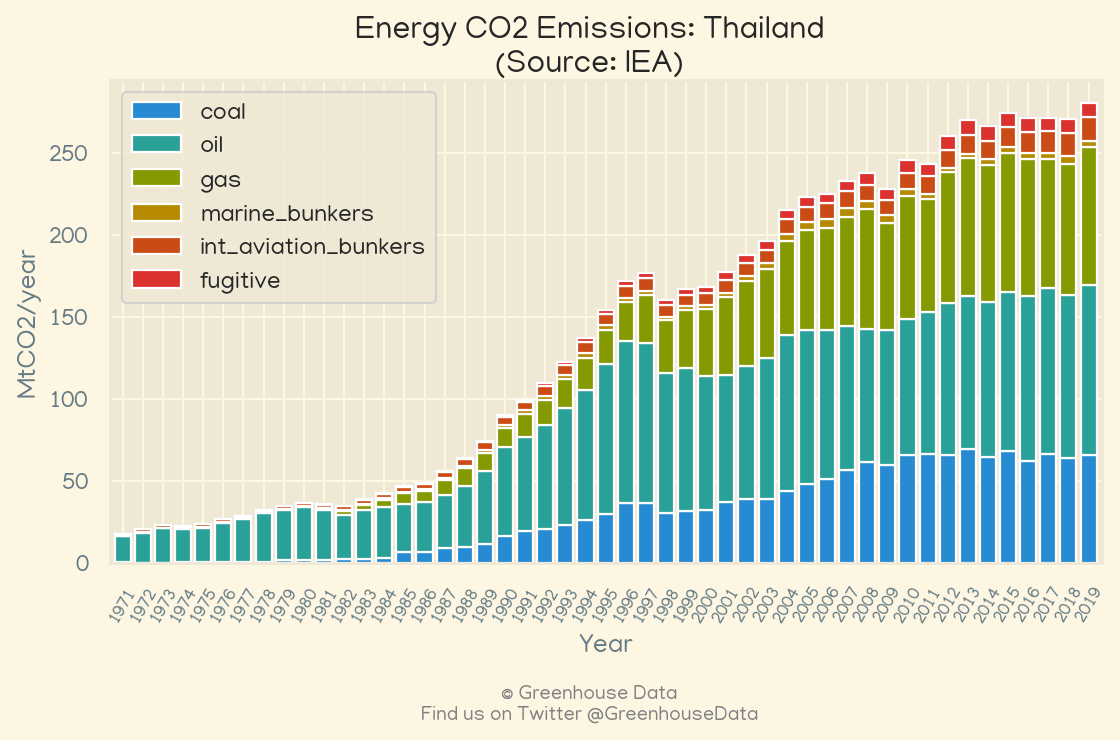 Energy CO2 Emissions: Thailand
(Source: IEA)
coal
oil
gas
marine_bunkers
int_aviation_bunkers
fugitive
MtCO2/year
250
200
150
100
50
0
1971 1972 1973 1974 1975 1976 1977 1978 1979 1980 1981 1982 1983 1984 1985 1986 1987 1988 1989 1990 1991 1992 1993 1994 1995 1996 1997 1998 1999 2000 2001 2002 2003 2004 2005 2006 2007 2008 2009 2010 2011 2012 2013 2014 2015 2016 2017 2018 2019
Year
© Greenhouse Data
Find us on Twitter @GreenhouseData